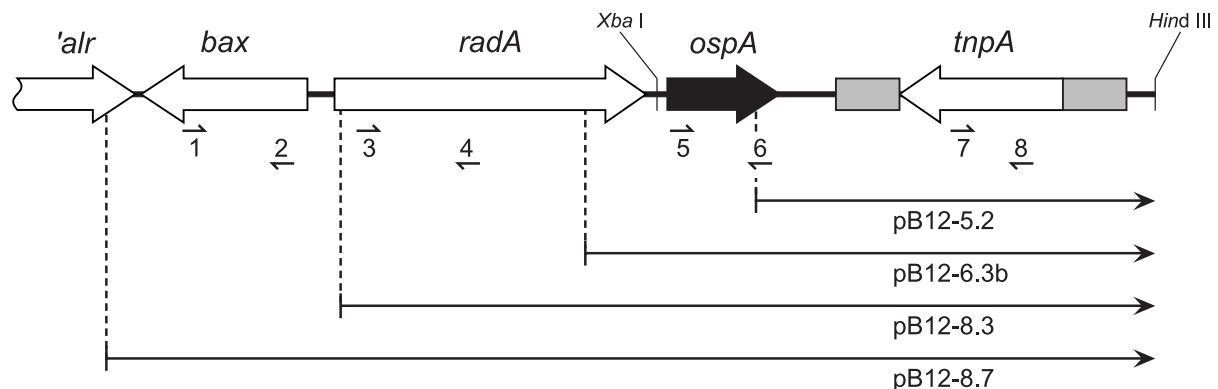 Xba I
Hind III
'alr
bax
radA
ospA
tnpA
1
2
3
4
5
6
7
8
pB12-5.2
pB12-6.3b
pB12-8.3
pB12-8.7